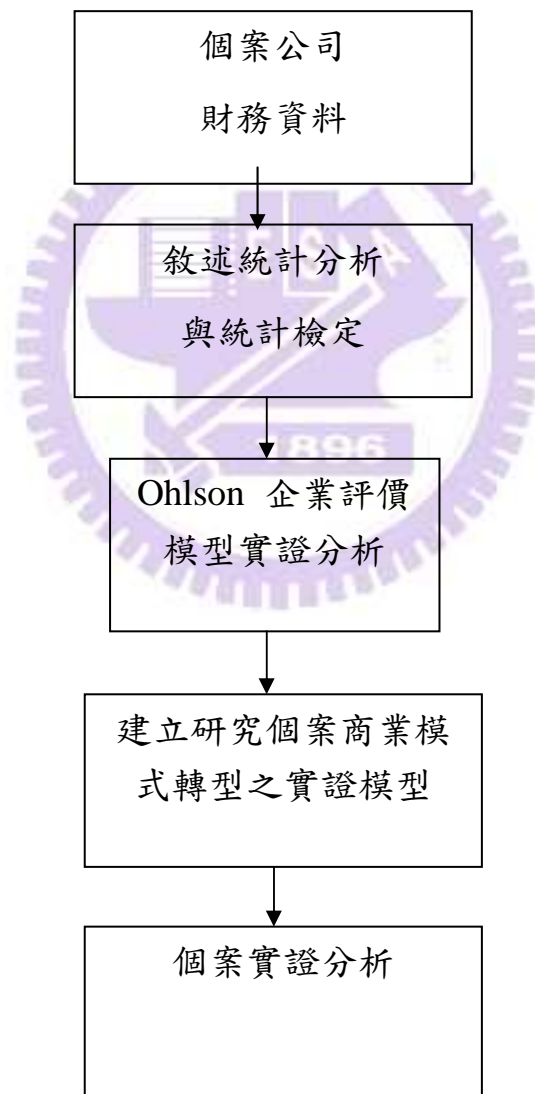 個案公司
財務資料
敘述統計分析
與統計檢定
1896
Ohlson 企業評價
模型實證分析
建立研究個案商業模
式轉型之實證模型
個案實證分析